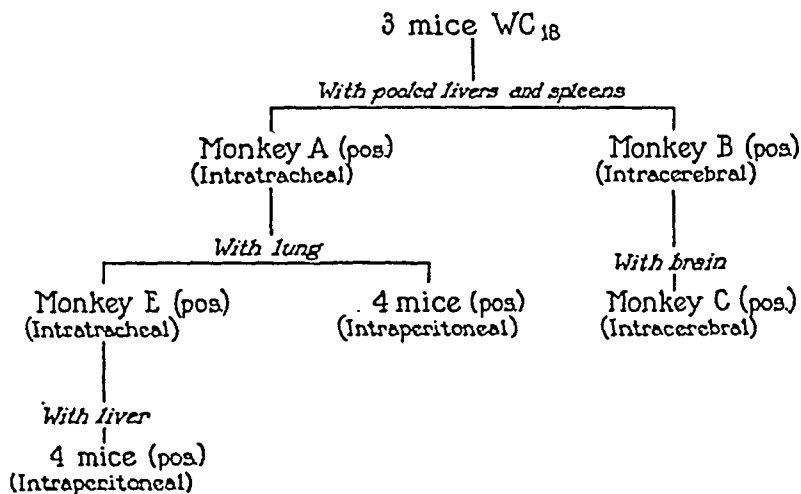 3 mice WC18
With pooled livers and spleens
Monkey A (pos.)
(Intratracheal)
Monkey B (pos.)
(Intracerebral)
With lung
With brain
Monkey E (pos.)
(Intratracheal)
4 mice (pos.)
(Intraperitoneal)
Monkey C (pos.)
(Intracerebral)
With liver
4 mice (pos.)
(Intraperitoneal)